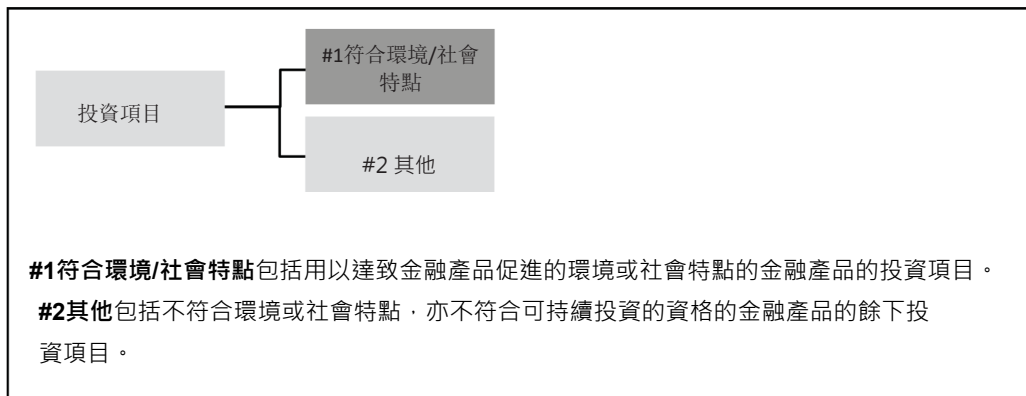 #1符合環境/社會
特點
投資項目
#2 其他
#1符合環境/社會特點包括用以達致金融產品促進的環境或社會特點的金融產品的投資項目。
#2其他包括不符合環境或社會特點，亦不符合可持續投資的資格的金融產品的餘下投
資項目。